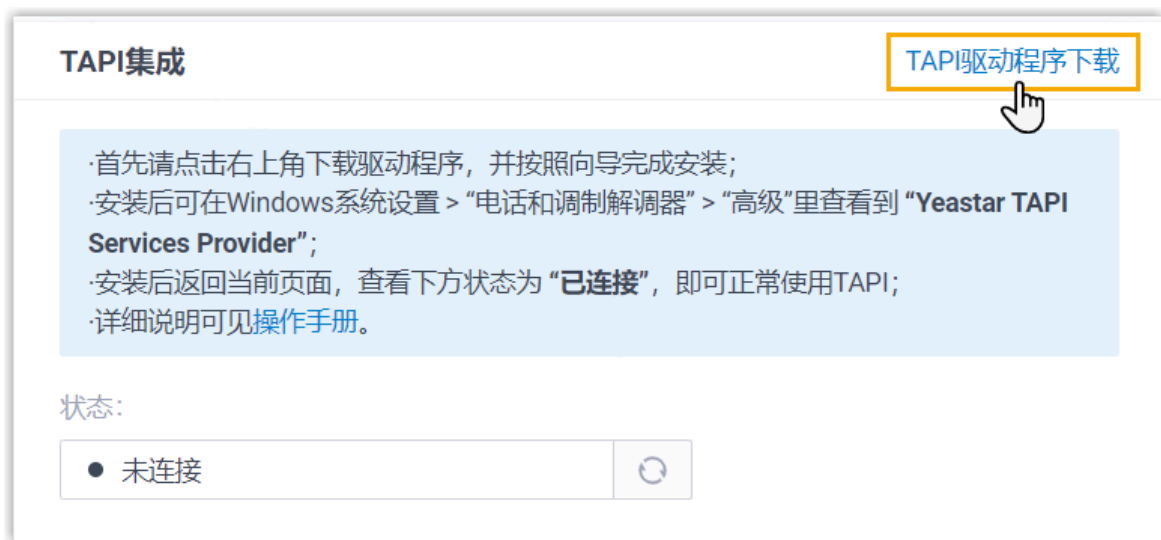 TAPI集成
TAPI驱动程序下载
·首先请点击右上角下载驱动程序，并按照向导完成安装；
·安装后可在Windows系统设置 > “电话和调制解调器” > “高级”里查看到 “Yeastar TAPI
Services Provider”；
·安装后返回当前页面，查看下方状态为 “已连接”，即可正常使用TAPI；
·详细说明可见操作手册。
状态：
未连接